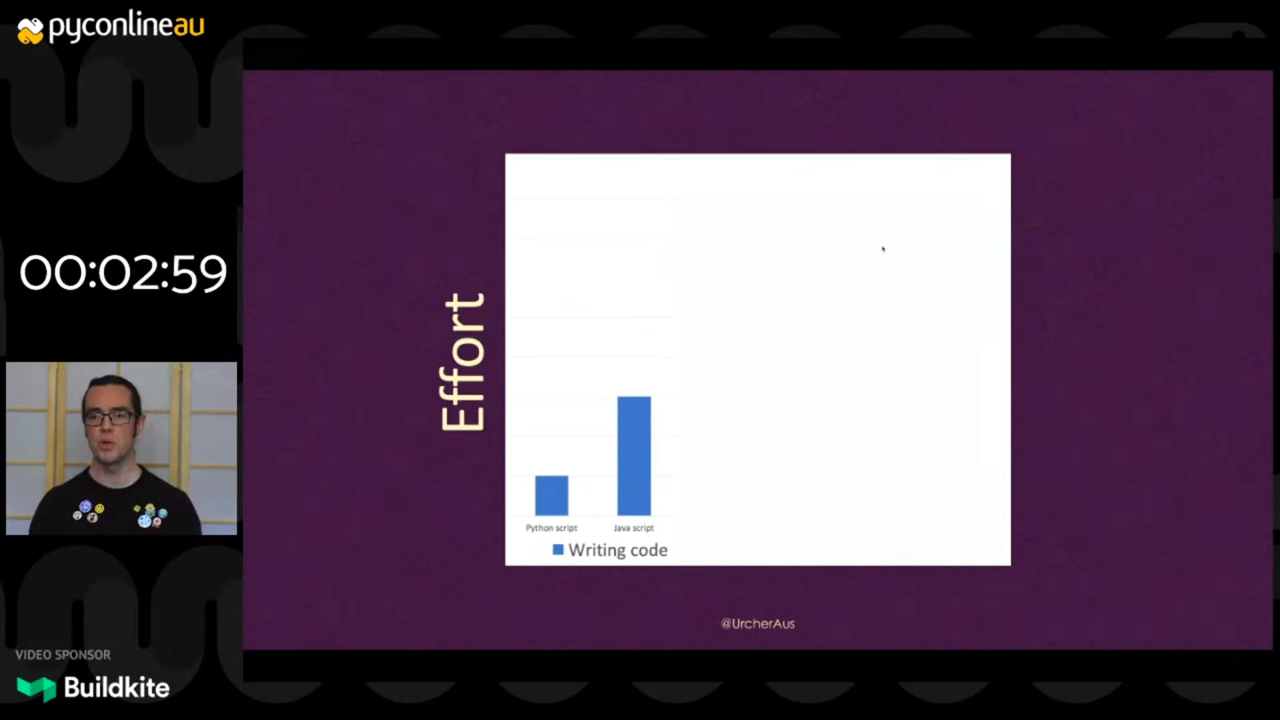 pyconlineau
00:02:59
Effort
Python script
Java script
Writing code
@UrcherAus
VIDEO SPONSOR
Buildkite